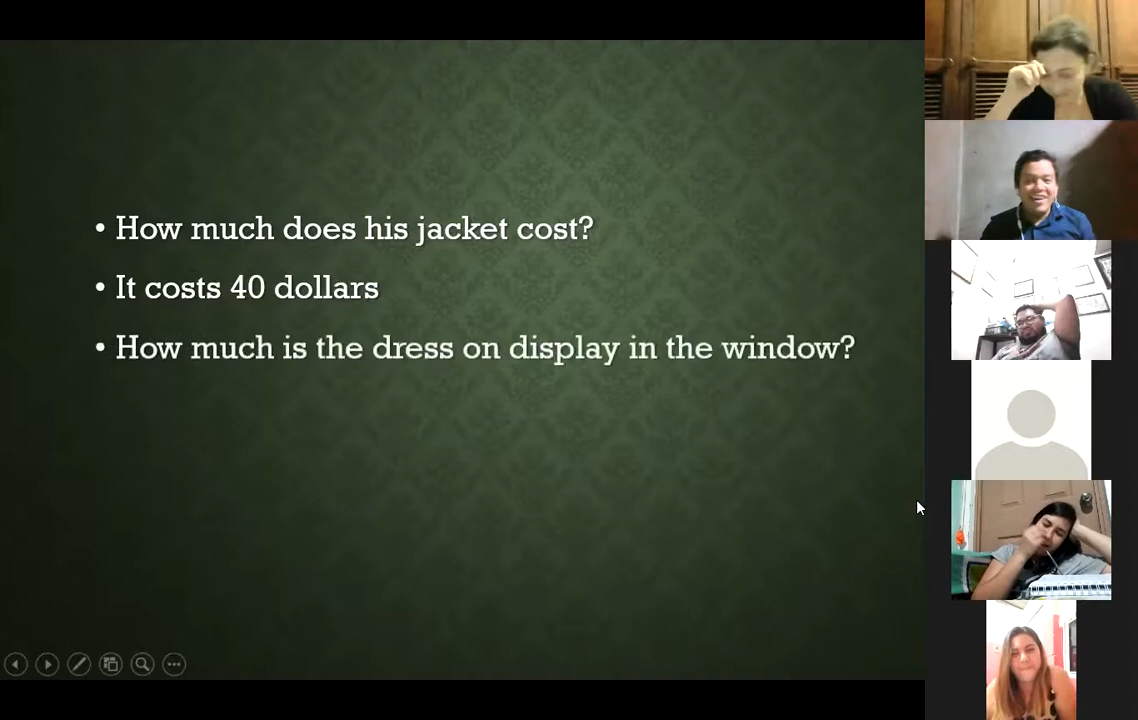 • How much does his jacket cost?
• It costs 40 dollars
• How much is the dress on display in the window?